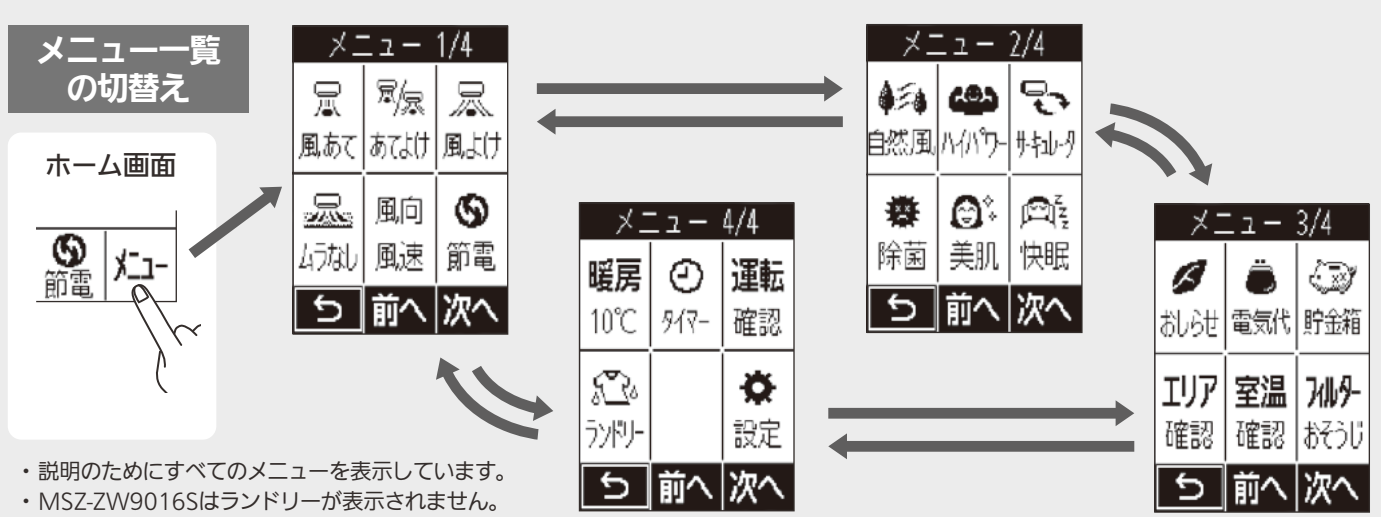 メニュー一覧
の切替え
ホーム画面
節電 メニュー
メニュー 1/4
風あて あてよけ 風よけ
ムラなし 風向風速 節電
前へ 次へ
メニュー 2/4
自然風 ハイパワー サーキュレータ
除菌 美肌 快眠
前へ 次へ
メニュー 3/4
おしらせ 電気代 貯金箱
エリア確認 室温確認 フィルターおそうじ
前へ 次へ
メニュー 4/4
暖房10℃ タイマー 運転確認
ランドリー 設定
前へ 次へ
・説明のためにすべてのメニューを表示しています。
・MSZ-ZW9016Sはランドリーが表示されません。